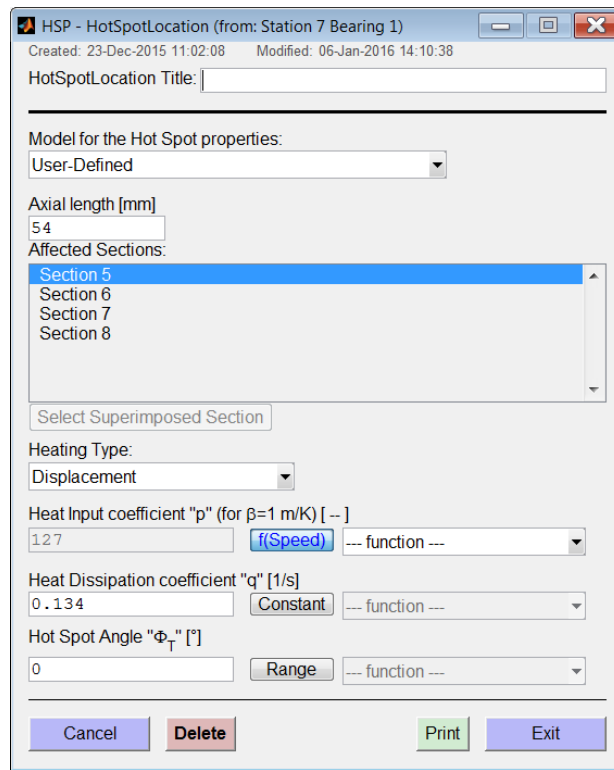 HSP - HotSpotLocation (from: Station 7 Bearing 1)
Created: 23-Dec-2015 11:02:08 Modified: 06-Jan-2016 14:10:38
HotSpotLocation Title:
Model for the Hot Spot properties:
User-Defined
Axial length [mm]
54
Affected Sections:
Section 5
Section 6
Section 7
Section 8
Select Superimposed Section
Heating Type:
Displacement
Heat Input coefficient "p" (for β=1 m/K) [ -- ]
127 f(Speed) --- function ---
Heat Dissipation coefficient "q" [1/s]
0.134 Constant --- function ---
Hot Spot Angle "Φ_T" [°]
0 Range --- function ---
Cancel Delete Print Exit